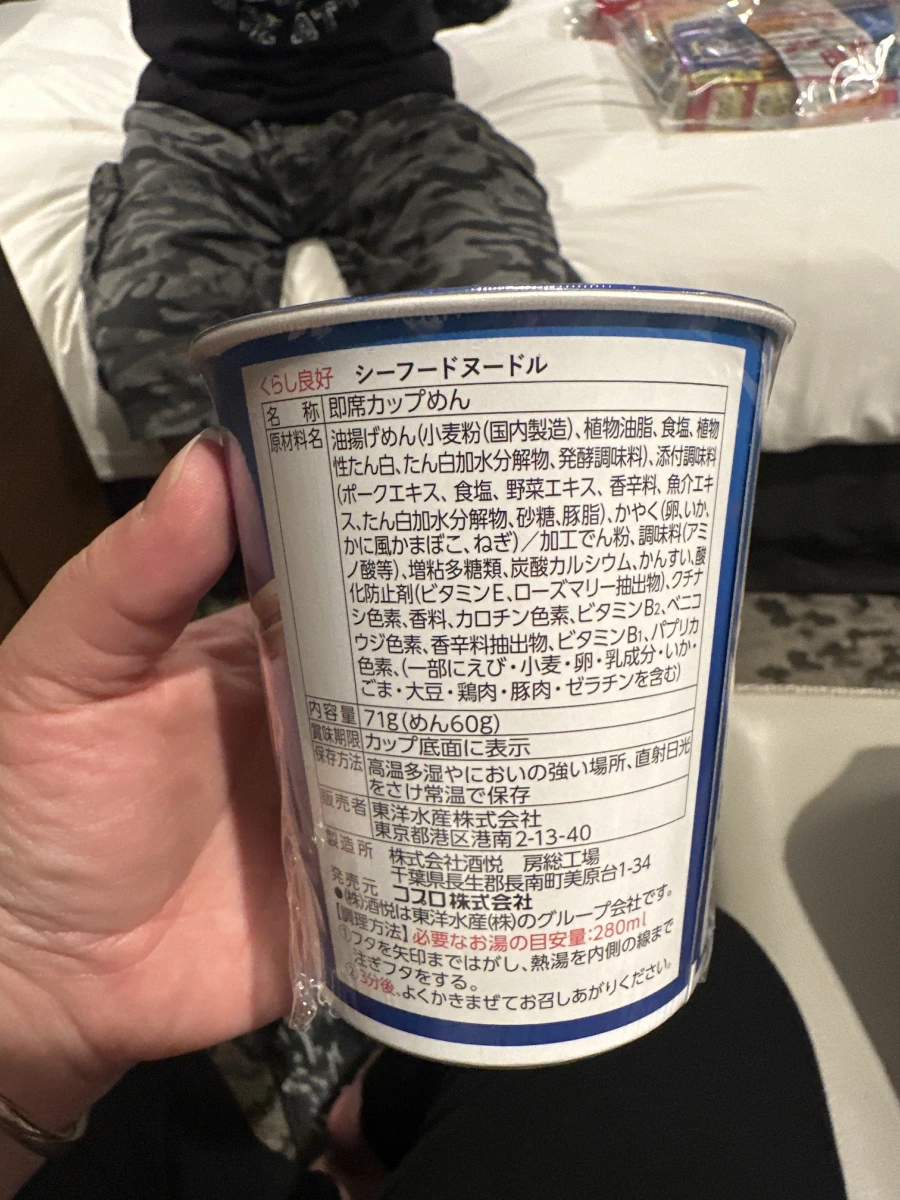 くらし良好 シーフードヌードル
名 称 即席カップめん
原材料名 油揚げめん(小麦粉(国内製造)、植物油脂、食塩、植物
性たん白、たん白加水分解物、発酵調味料)、添付調味料
(ポークエキス、食塩、野菜エキス、香辛料、魚介エキ
ス、たん白加水分解物、砂糖、豚脂)、かやく(卵、いか、
かに風かまぼこ、ねぎ)／加工でん粉、調味料(アミ
ノ酸等)、増粘多糖類、炭酸カルシウム、かんすい、酸
化防止剤(ビタミンE、ローズマリー抽出物)、クチナ
シ色素、香料、カロチン色素、ビタミンB2、ベニコ
ウジ色素、香辛料抽出物、ビタミンB1、パプリカ
色素、(一部にえび・小麦・卵・乳成分・いか・
ごま・大豆・鶏肉・豚肉・ゼラチンを含む)
内容量 71g(めん60g)
賞味期限 カップ底面に表示
保存方法 高温多湿やにおいの強い場所、直射日光
をさけ常温で保存
販売者 東洋水産株式会社
東京都港区港南2-13-40
製造所 株式会社酒悦 房総工場
千葉県長生郡長南町美原台1-34
発売元 コプロ株式会社
●(株)酒悦は東洋水産(株)のグループ会社です。
【調理方法】必要なお湯の目安量:280ml
①フタを矢印まではがし、熱湯を内側の線まで
注ぎフタをする。
②3分後、よくかきまぜてお召しあがりください。